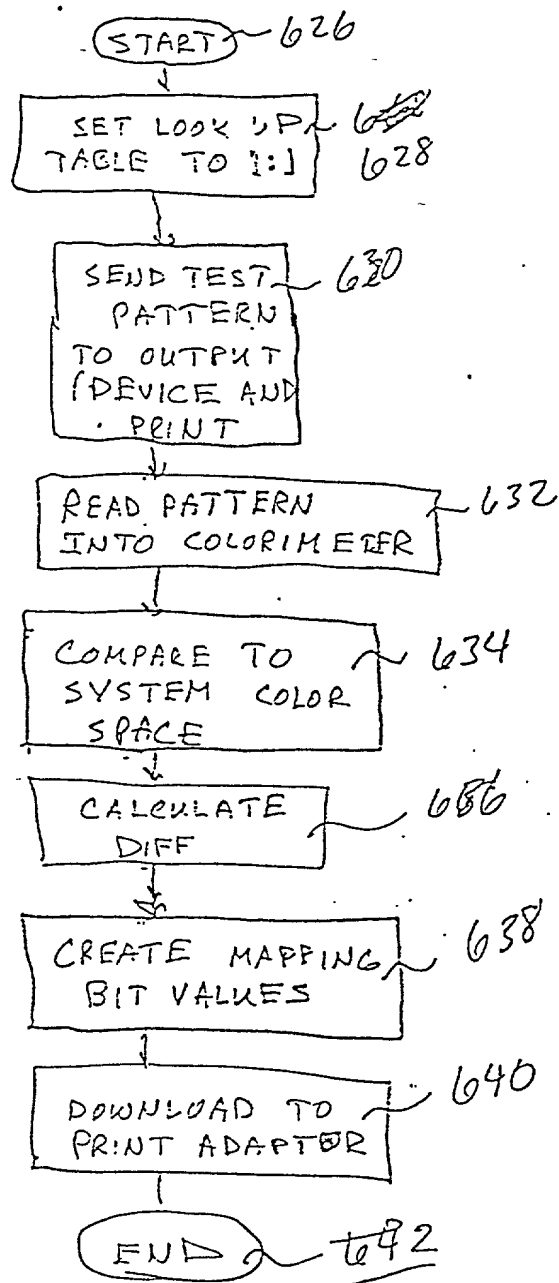 START 626
SET LOOK UP
TABLE TO 1:1 628
SEND TEST 630
PATTERN
TO OUTPUT
DEVICE AND
PRINT
READ PATTERN 632
INTO COLORIMETER
COMPARE TO 634
SYSTEM COLOR
SPACE
CALCULATE 636
DIFF
CREATE MAPPING 638
BIT VALUES
DOWNLOAD TO 640
PRINT ADAPTOR
END 642